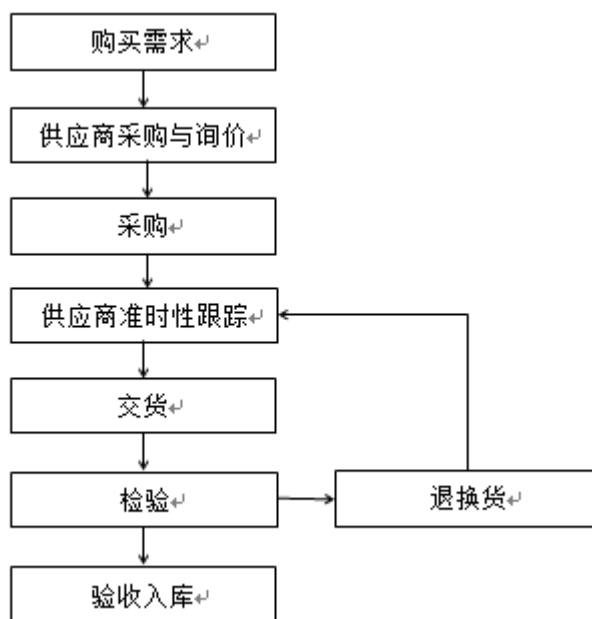 购买需求
供应商采购与询价
采购
供应商准时性跟踪
交货
检验
退换货
验收入库